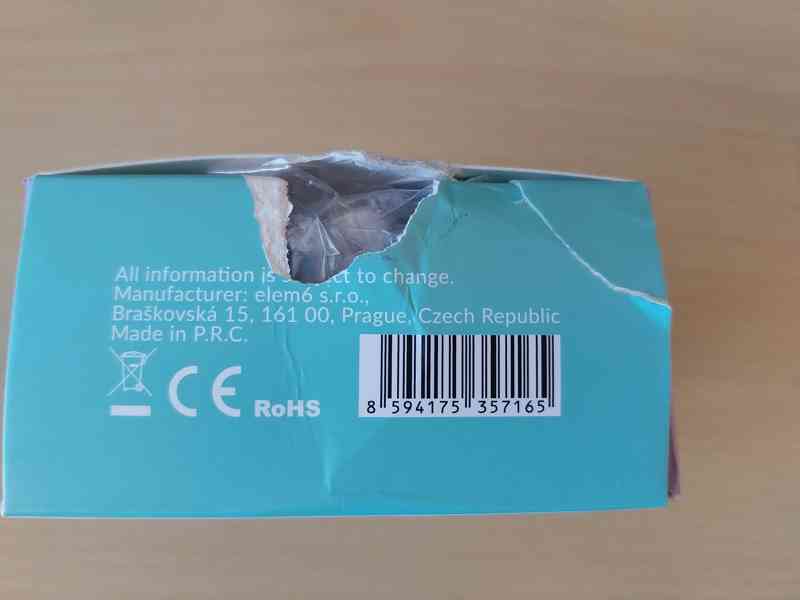 All information is ect to change.
Manufacturer: elem6 s.r.o.,
Braškovská 15, 161 00, Prague, Czech Republic
Made in P.R.C.
CE RoHS
8 594175 357165